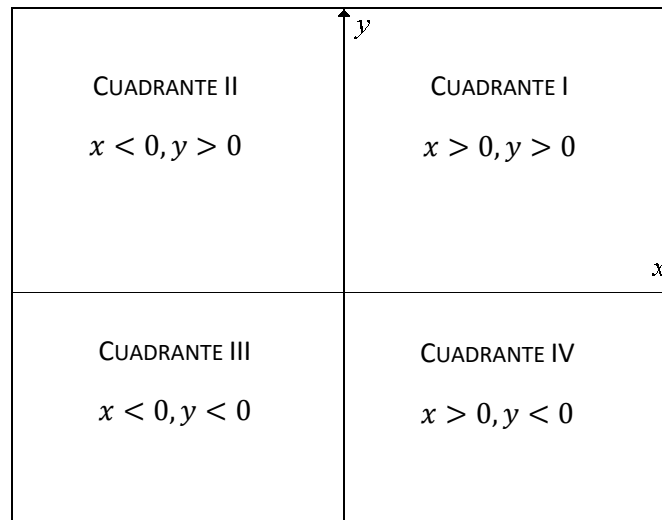 y
CUADRANTE II
x < 0, y > 0
CUADRANTE I
x > 0, y > 0
x
CUADRANTE III
x < 0, y < 0
CUADRANTE IV
x > 0, y < 0